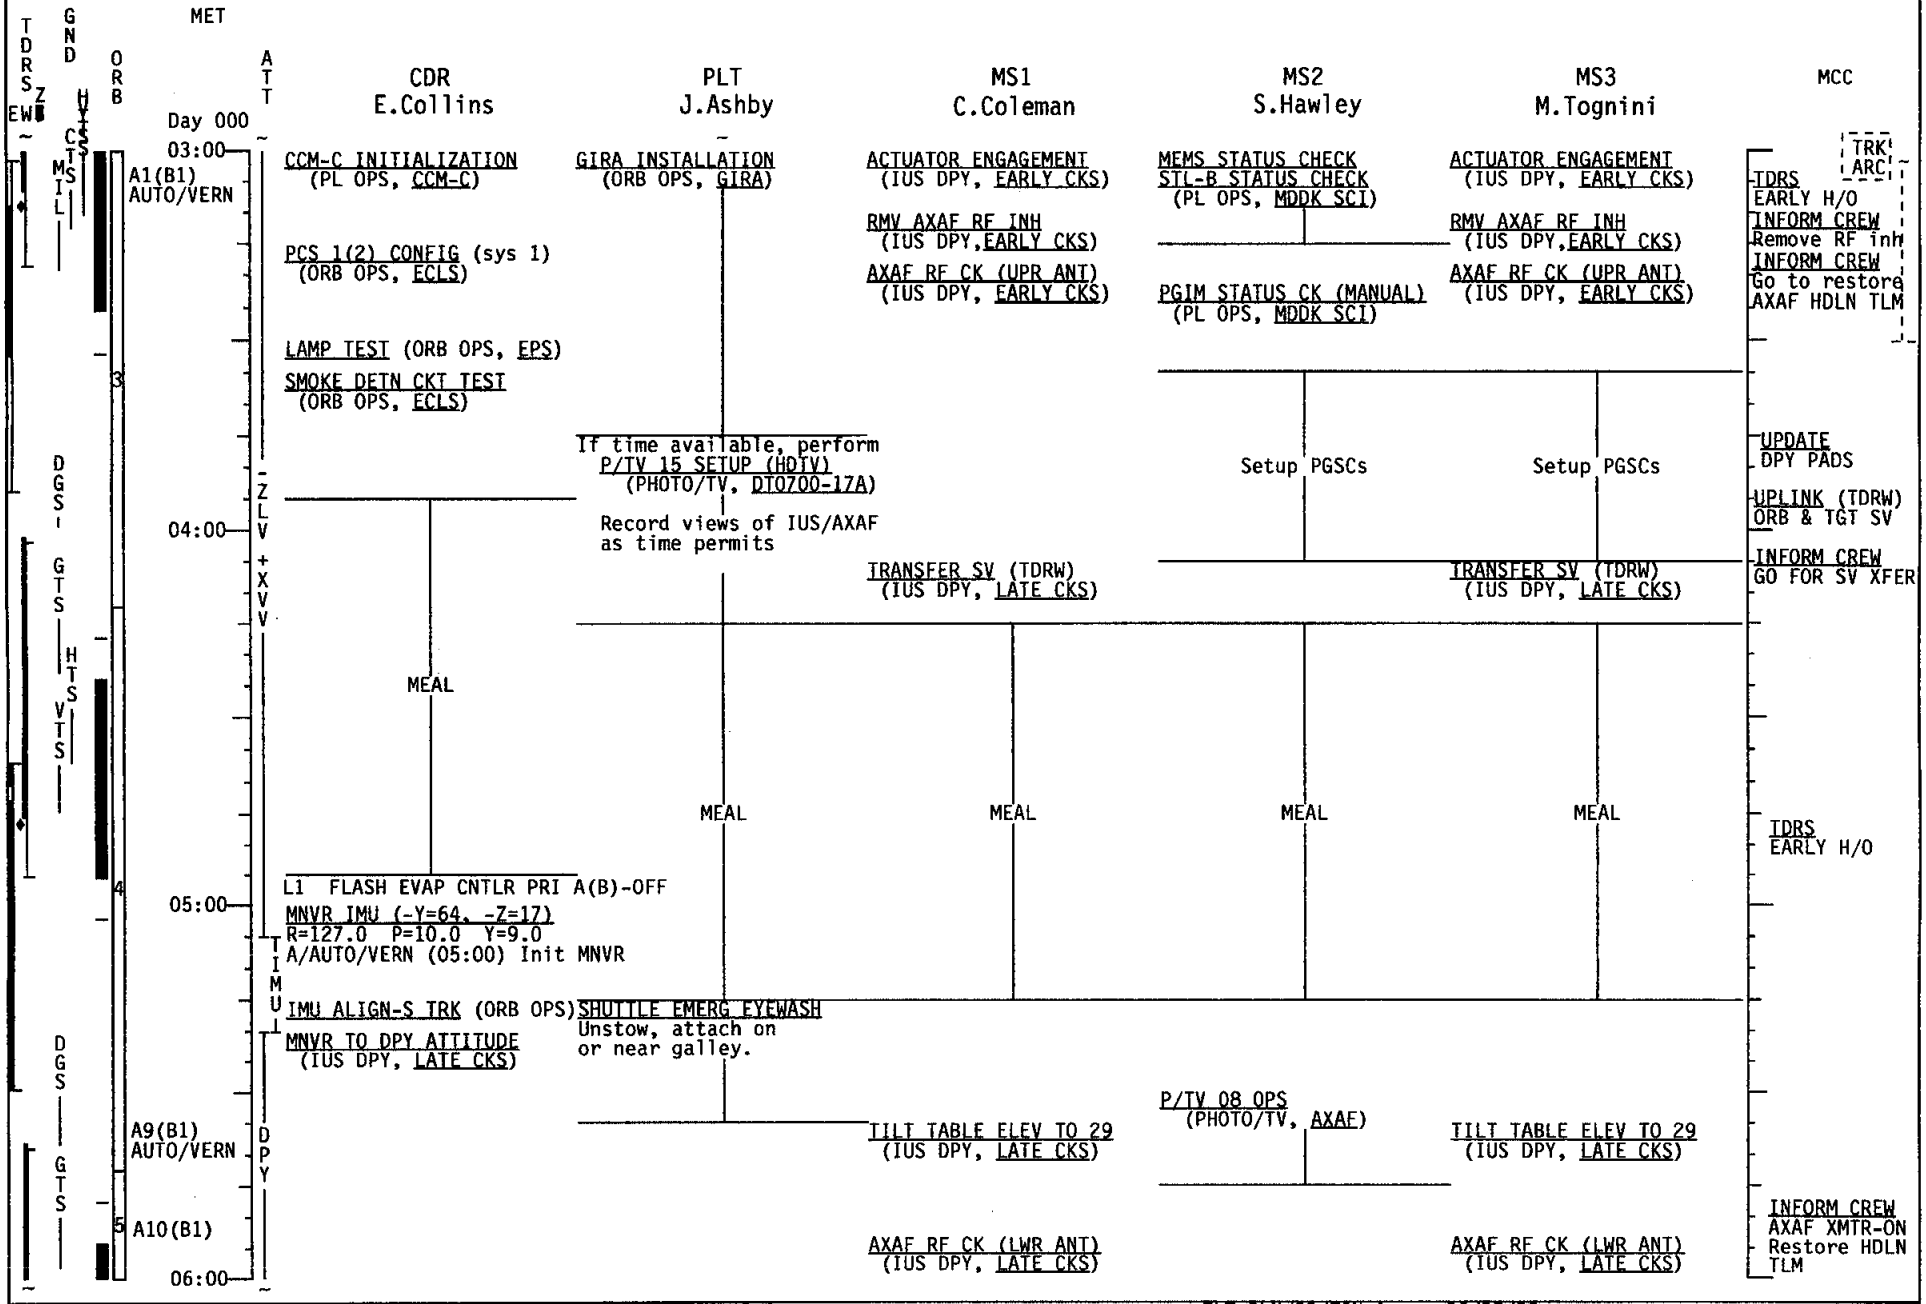 TDRS
GND
MET
ORB
ATT
CDR
E.Collins
PLT
J.Ashby
MS1
C.Coleman
MS2
S.Hawley
MS3
M.Tognini
MCC
EW
Day 000
03:00
A1(B1)
AUTO/VERN
CCM-C INITIALIZATION
(PL OPS, CCM-C)
PCS 1(2) CONFIG (sys 1)
(ORB OPS, ECLS)
LAMP TEST (ORB OPS, EPS)
SMOKE DETN CKT TEST
(ORB OPS, ECLS)
GIRA INSTALLATION
(ORB OPS, GIRA)
If time available, perform
P/TV 15 SETUP (HDTV)
(PHOTO/TV, DTO700-17A)
Record views of IUS/AXAF
as time permits
ACTUATOR ENGAGEMENT
(IUS DPY, EARLY CKS)
RMV AXAF RF INH
(IUS DPY,EARLY CKS)
AXAF RF CK (UPR ANT)
(IUS DPY, EARLY CKS)
TRANSFER SV (TDRW)
(IUS DPY, LATE CKS)
MEMS STATUS CHECK
STL-B STATUS CHECK
(PL OPS, MDDK SCI)
PGIM STATUS CK (MANUAL)
(PL OPS, MDDK SCI)
Setup PGSCs
ACTUATOR ENGAGEMENT
(IUS DPY, EARLY CKS)
RMV AXAF RF INH
(IUS DPY,EARLY CKS)
AXAF RF CK (UPR ANT)
(IUS DPY, EARLY CKS)
Setup PGSCs
TRANSFER SV (TDRW)
(IUS DPY, LATE CKS)
TRK
ARC
TDRS
EARLY H/O
INFORM CREW
Remove RF inh
INFORM CREW
Go to restore
AXAF HDLN TLM
UPDATE
DPY PADS
UPLINK (TDRW)
ORB & TGT SV
INFORM CREW
GO FOR SV XFER
MIL
3
DGS
GTS
HTS
VTS
-ZLV +XVV
04:00
MEAL
MEAL
MEAL
MEAL
MEAL
TDRS
EARLY H/O
4
05:00
L1 FLASH EVAP CNTLR PRI A(B)-OFF
MNVR IMU (-Y=64, -Z=17)
R=127.0 P=10.0 Y=9.0
A/AUTO/VERN (05:00) Init MNVR
IMU
IMU ALIGN-S TRK (ORB OPS)
MNVR TO DPY ATTITUDE
(IUS DPY, LATE CKS)
SHUTTLE EMERG EYEWASH
Unstow, attach on
or near galley.
DGS
GTS
A9(B1)
AUTO/VERN
DPY
TILT TABLE ELEV TO 29
(IUS DPY, LATE CKS)
P/TV 08 OPS
(PHOTO/TV, AXAF)
TILT TABLE ELEV TO 29
(IUS DPY, LATE CKS)
5
A10(B1)
06:00
AXAF RF CK (LWR ANT)
(IUS DPY, LATE CKS)
AXAF RF CK (LWR ANT)
(IUS DPY, LATE CKS)
INFORM CREW
AXAF XMTR-ON
Restore HDLN
TLM